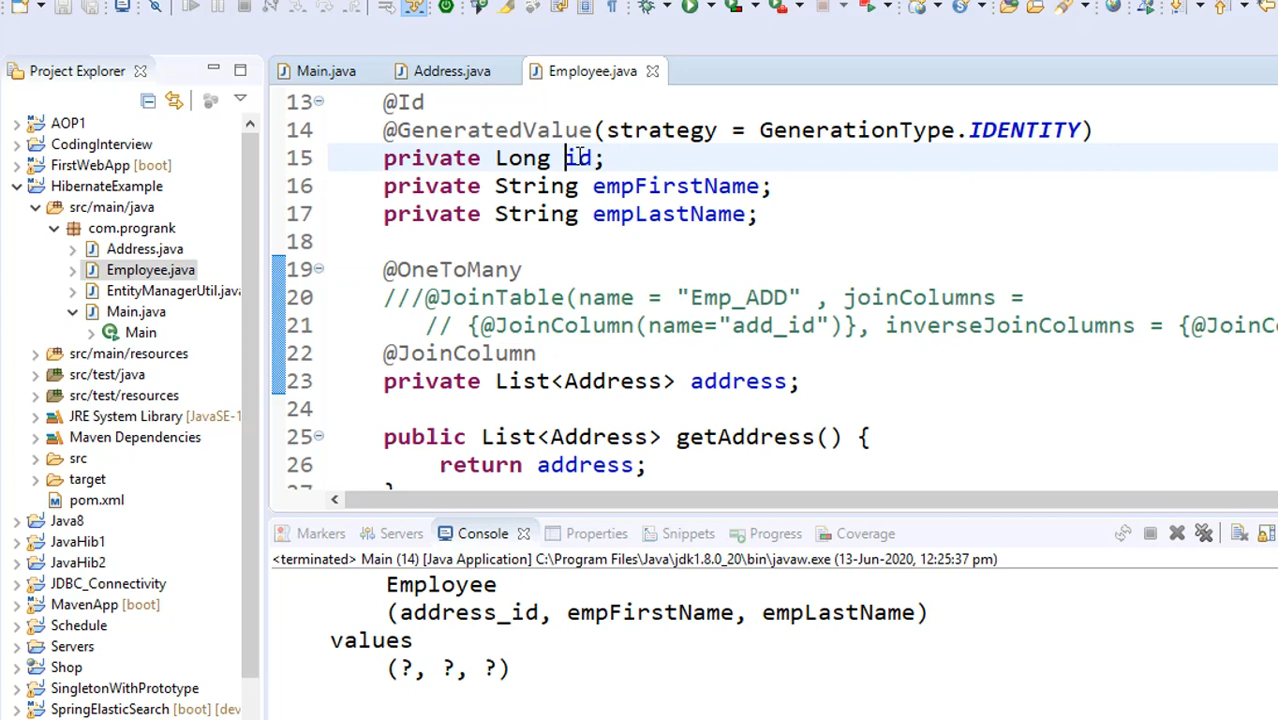 Project Explorer
AOP1
CodingInterview
FirstWebApp [boot]
HibernateExample
src/main/java
com.progrank
Address.java
Employee.java
EntityManagerUtil.java
Main.java
Main
src/main/resources
src/test/java
src/test/resources
JRE System Library [JavaSE-1
Maven Dependencies
src
target
pom.xml
Java8
JavaHib1
JavaHib2
JDBC_Connectivity
MavenApp [boot]
Schedule
Servers
Shop
SingletonWithPrototype
SpringElasticSearch [boot] [dev
Main.java Address.java Employee.java
13 @Id
14 @GeneratedValue(strategy = GenerationType.IDENTITY)
15 private Long id;
16 private String empFirstName;
17 private String empLastName;
18
19 @OneToMany
20 ///@JoinTable(name = "Emp_ADD" , joinColumns =
21 // {@JoinColumn(name="add_id")}, inverseJoinColumns = {@JoinCo
22 @JoinColumn
23 private List<Address> address;
24
25 public List<Address> getAddress() {
26 return address;
Markers Servers Console Properties Snippets Progress Coverage
<terminated> Main (14) [Java Application] C:\Program Files\Java\jdk1.8.0_20\bin\javaw.exe (13-Jun-2020, 12:25:37 pm)
Employee
(address_id, empFirstName, empLastName)
values
(?, ?, ?)